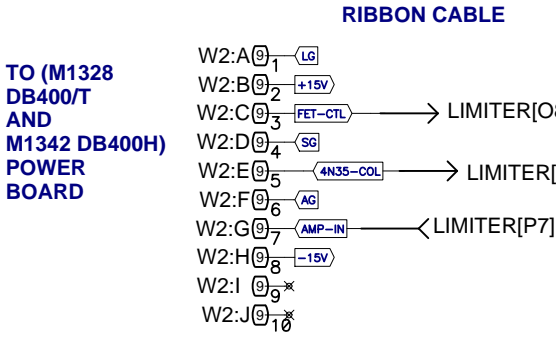 RIBBON CABLE
TO (M1328
DB400/T
AND
M1342 DB400H)
POWER
BOARD
W2:A 9 1 LG
W2:B 9 2 +15V
W2:C 9 3 FET-CTL LIMITER[O8
W2:D 9 4 SG
W2:E 9 5 4N35-COL LIMITER[
W2:F 9 6 AG
W2:G 9 7 AMP-IN LIMITER[P7]
W2:H 9 8 -15V
W2:I 9 9
W2:J 9 10